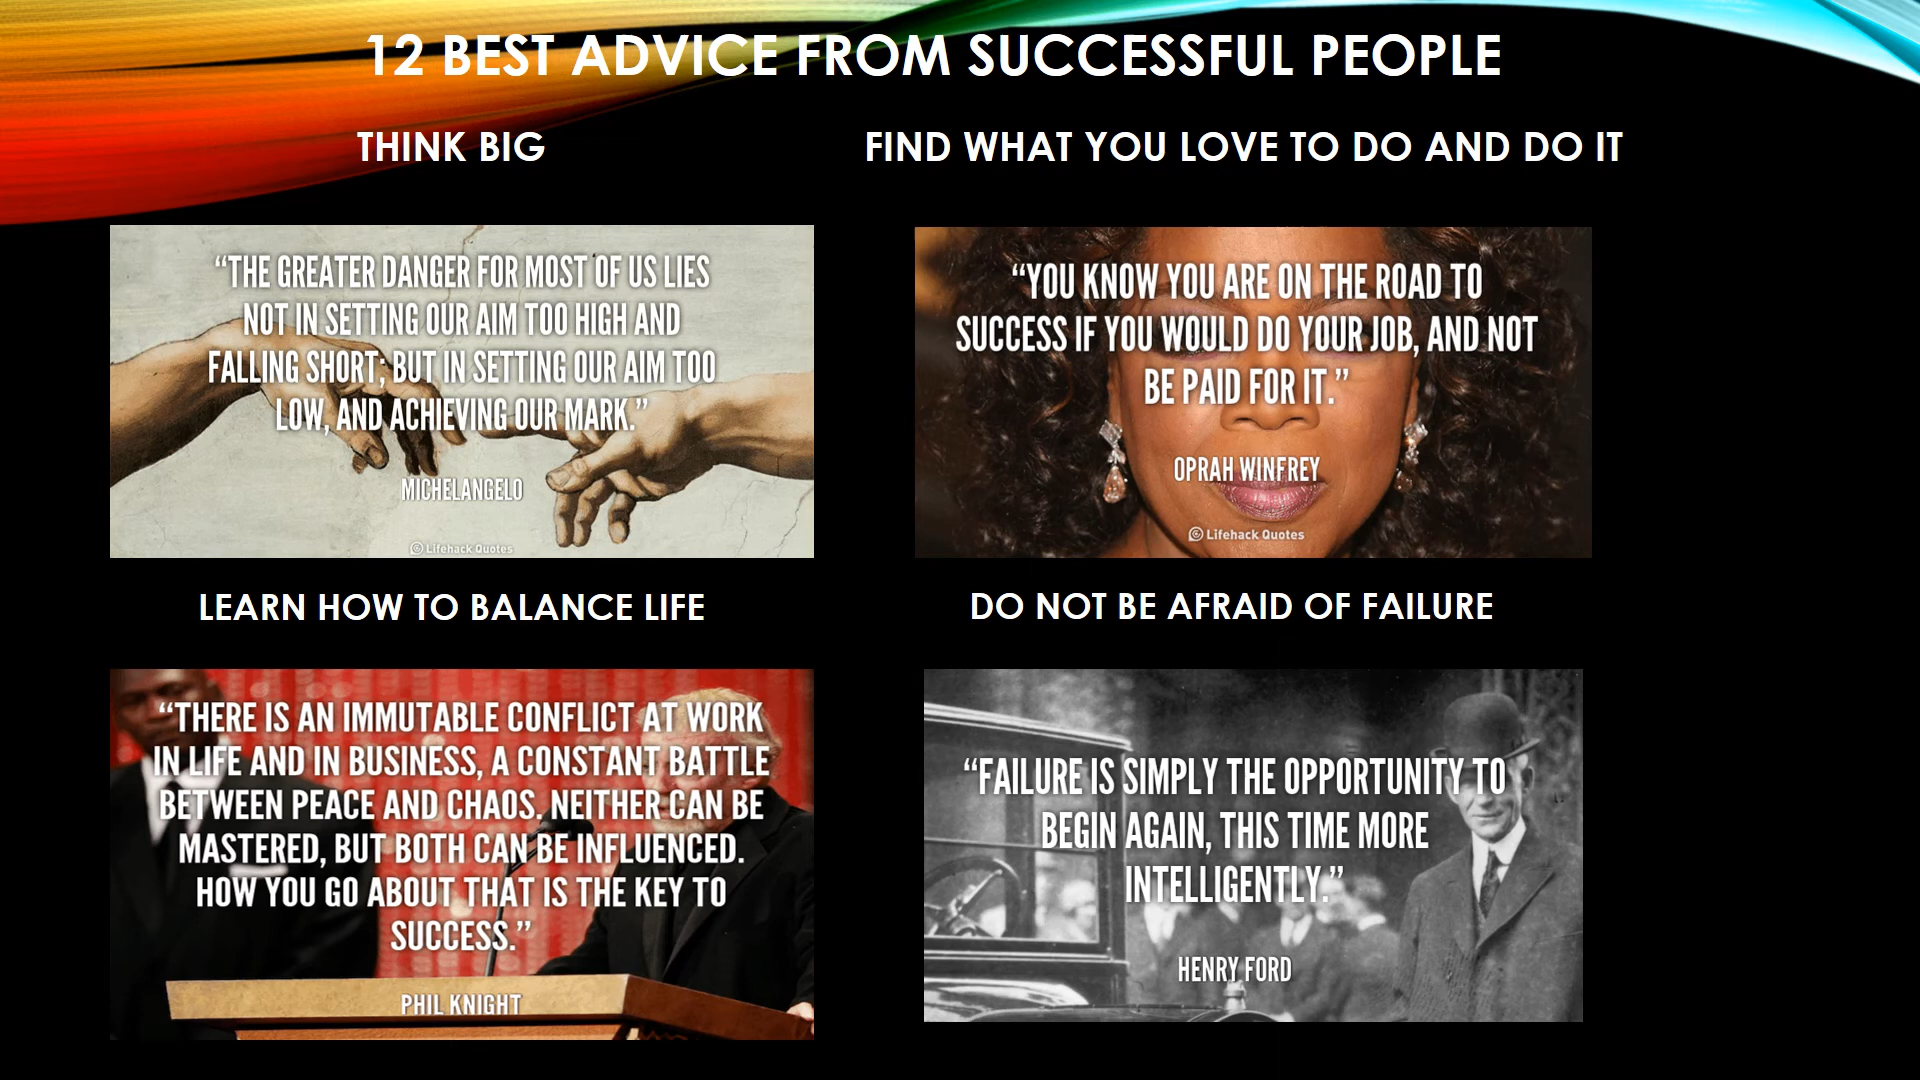 12 BEST ADVICE FROM SUCCESSFUL PEOPLE
THINK BIG
FIND WHAT YOU LOVE TO DO AND DO IT
“THE GREATER DANGER FOR MOST OF US LIES
NOT IN SETTING OUR AIM TOO HIGH AND
FALLING SHORT; BUT IN SETTING OUR AIM TOO
LOW, AND ACHIEVING OUR MARK.”
MICHELANGELO
Lifehack Quotes
“YOU KNOW YOU ARE ON THE ROAD TO
SUCCESS IF YOU WOULD DO YOUR JOB, AND NOT
BE PAID FOR IT.”
OPRAH WINFREY
Lifehack Quotes
LEARN HOW TO BALANCE LIFE
DO NOT BE AFRAID OF FAILURE
“THERE IS AN IMMUTABLE CONFLICT AT WORK
IN LIFE AND IN BUSINESS, A CONSTANT BATTLE
BETWEEN PEACE AND CHAOS. NEITHER CAN BE
MASTERED, BUT BOTH CAN BE INFLUENCED.
HOW YOU GO ABOUT THAT IS THE KEY TO
SUCCESS.”
PHIL KNIGHT
“FAILURE IS SIMPLY THE OPPORTUNITY TO
BEGIN AGAIN, THIS TIME MORE
INTELLIGENTLY.”
HENRY FORD